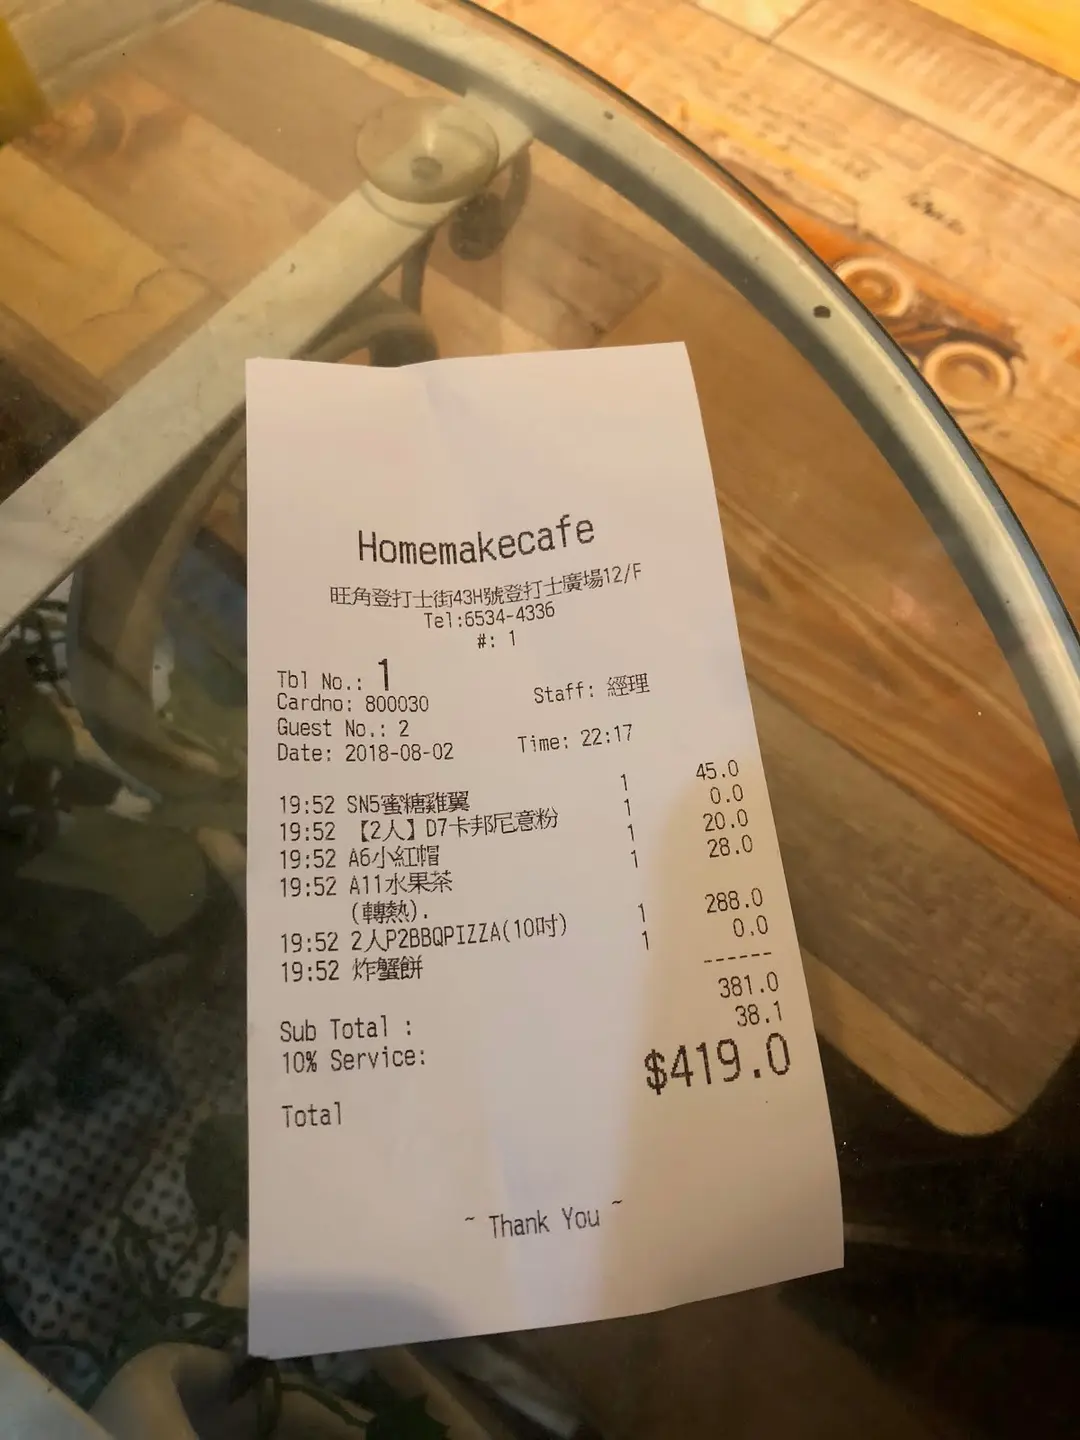 Homemakecafe
旺角登打士街43H號登打士廣場12/F
Tel:6534-4336
#: 1
Tbl No.: 1
Cardno: 800030 Staff: 經理
Guest No.: 2
Date: 2018-08-02 Time: 22:17
19:52 SN5蜜糖雞翼 1 45.0
19:52 【2人】D7卡邦尼意粉 1 0.0
19:52 A6小紅帽 1 20.0
19:52 A11水果茶 1 28.0
(轉熱).
19:52 2人P2BBQPIZZA(10吋) 1 288.0
19:52 炸蟹餅 1 0.0
------
Sub Total : 381.0
10% Service: 38.1
Total $419.0
~ Thank You ~